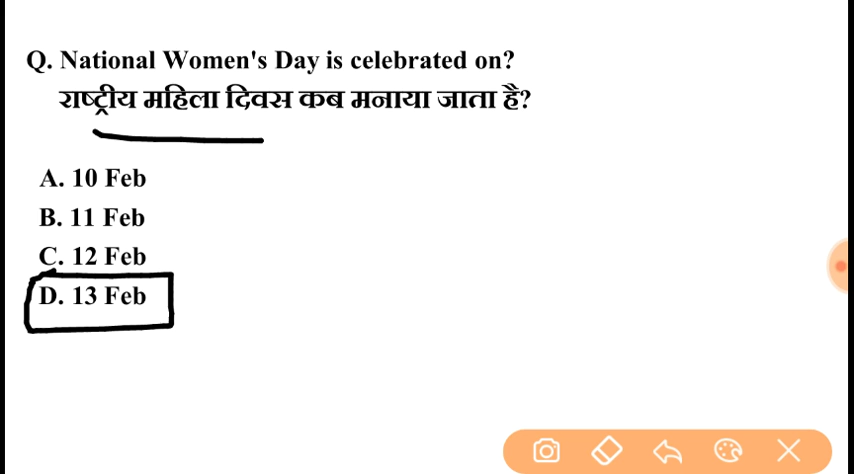 Q. National Women's Day is celebrated on?
राष्ट्रीय महिला दिवस कब मनाया जाता है?
A. 10 Feb
B. 11 Feb
C. 12 Feb
D. 13 Feb